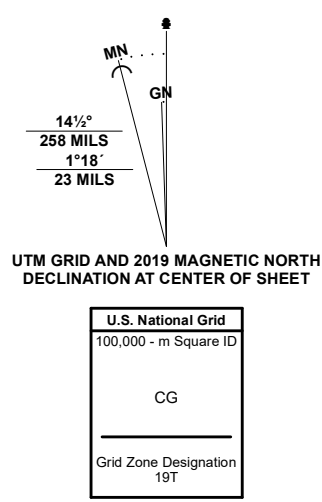 MN
GN
14½°
258 MILS
1°18´
23 MILS
UTM GRID AND 2019 MAGNETIC NORTH
DECLINATION AT CENTER OF SHEET
U.S. National Grid
100,000 - m Square ID
CG
Grid Zone Designation
19T